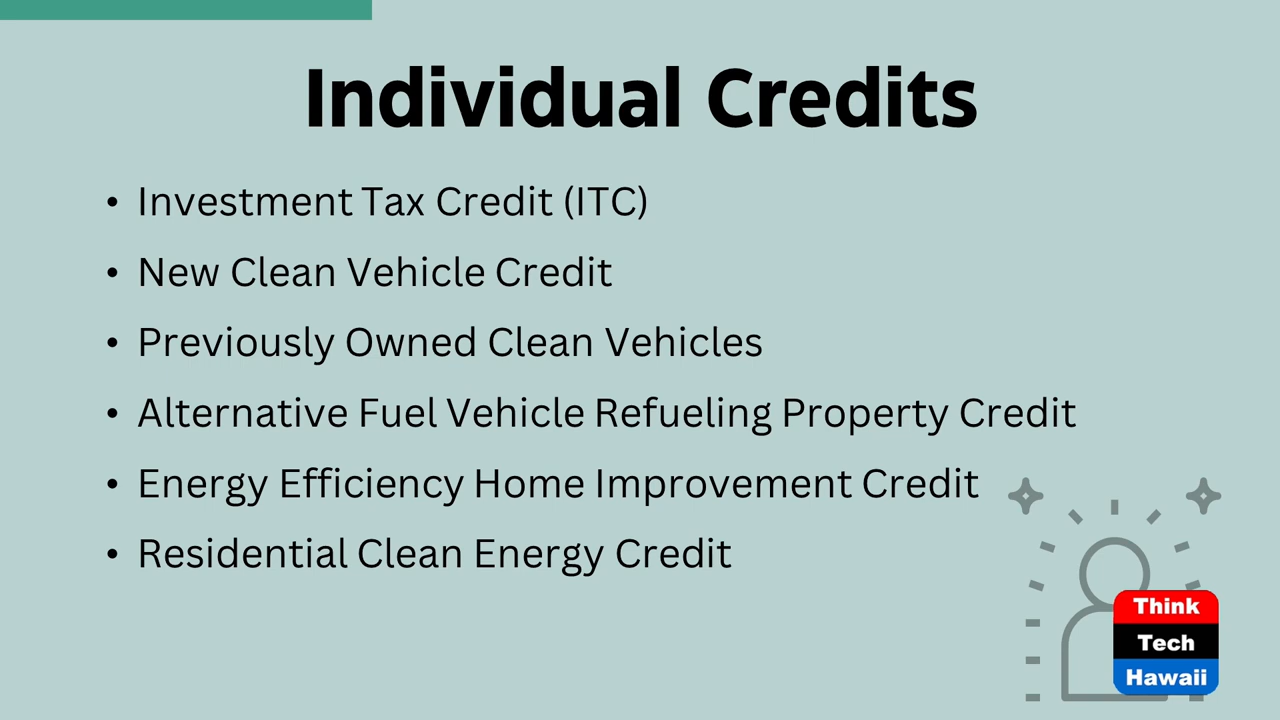 Individual Credits
• Investment Tax Credit (ITC)
• New Clean Vehicle Credit
• Previously Owned Clean Vehicles
• Alternative Fuel Vehicle Refueling Property Credit
• Energy Efficiency Home Improvement Credit
• Residential Clean Energy Credit
Think
Tech
Hawaii